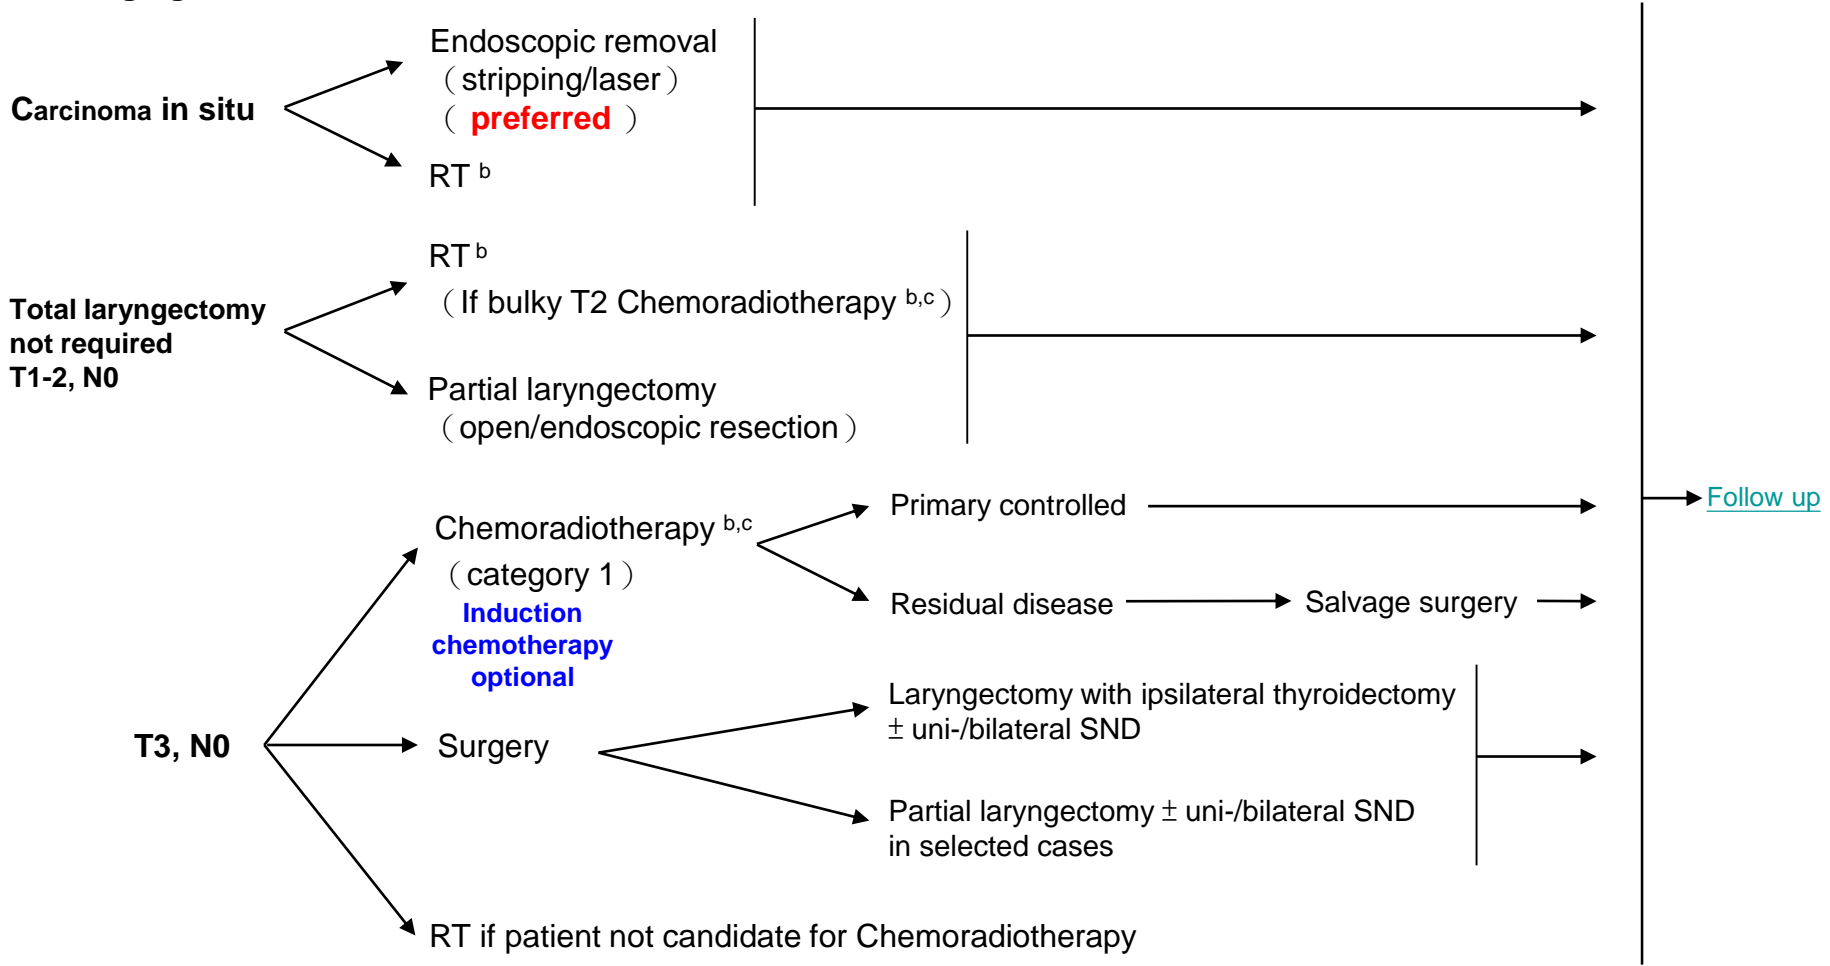 Endoscopic removal
（stripping/laser）
（ preferred ）
Carcinoma in situ
RT b
RT b
（If bulky T2 Chemoradiotherapy b,c）
Total laryngectomy
not required
T1-2, N0
Partial laryngectomy
（open/endoscopic resection）
Chemoradiotherapy b,c
（category 1）
Induction
chemotherapy
optional
Primary controlled
Residual disease
Salvage surgery
Follow up
T3, N0
Surgery
Laryngectomy with ipsilateral thyroidectomy
± uni-/bilateral SND
Partial laryngectomy ± uni-/bilateral SND
in selected cases
RT if patient not candidate for Chemoradiotherapy